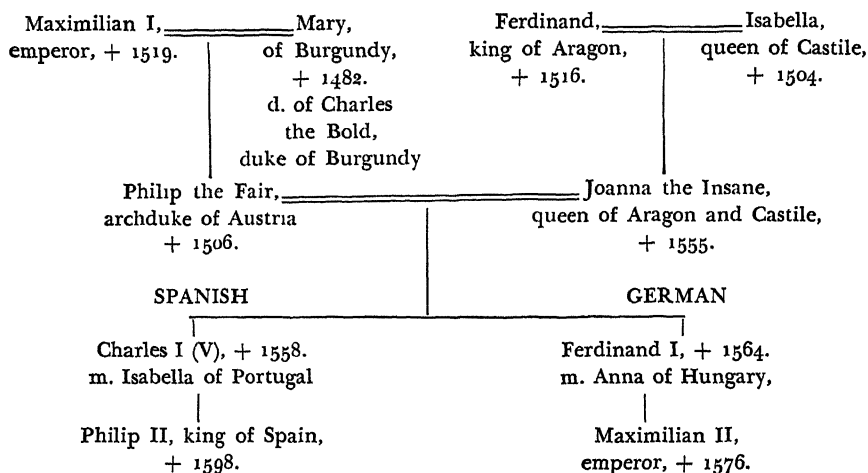 Maximilian I,
emperor, + 1519.
Mary,
of Burgundy,
+ 1482.
d. of Charles
the Bold,
duke of Burgundy
Ferdinand,
king of Aragon,
+ 1516.
Isabella,
queen of Castile,
+ 1504.
Philip the Fair,
archduke of Austria
+ 1506.
Joanna the Insane,
queen of Aragon and Castile,
+ 1555.
SPANISH
GERMAN
Charles I (V), + 1558.
m. Isabella of Portugal
Ferdinand I, + 1564.
m. Anna of Hungary,
Philip II, king of Spain,
+ 1598.
Maximilian II,
emperor, + 1576.